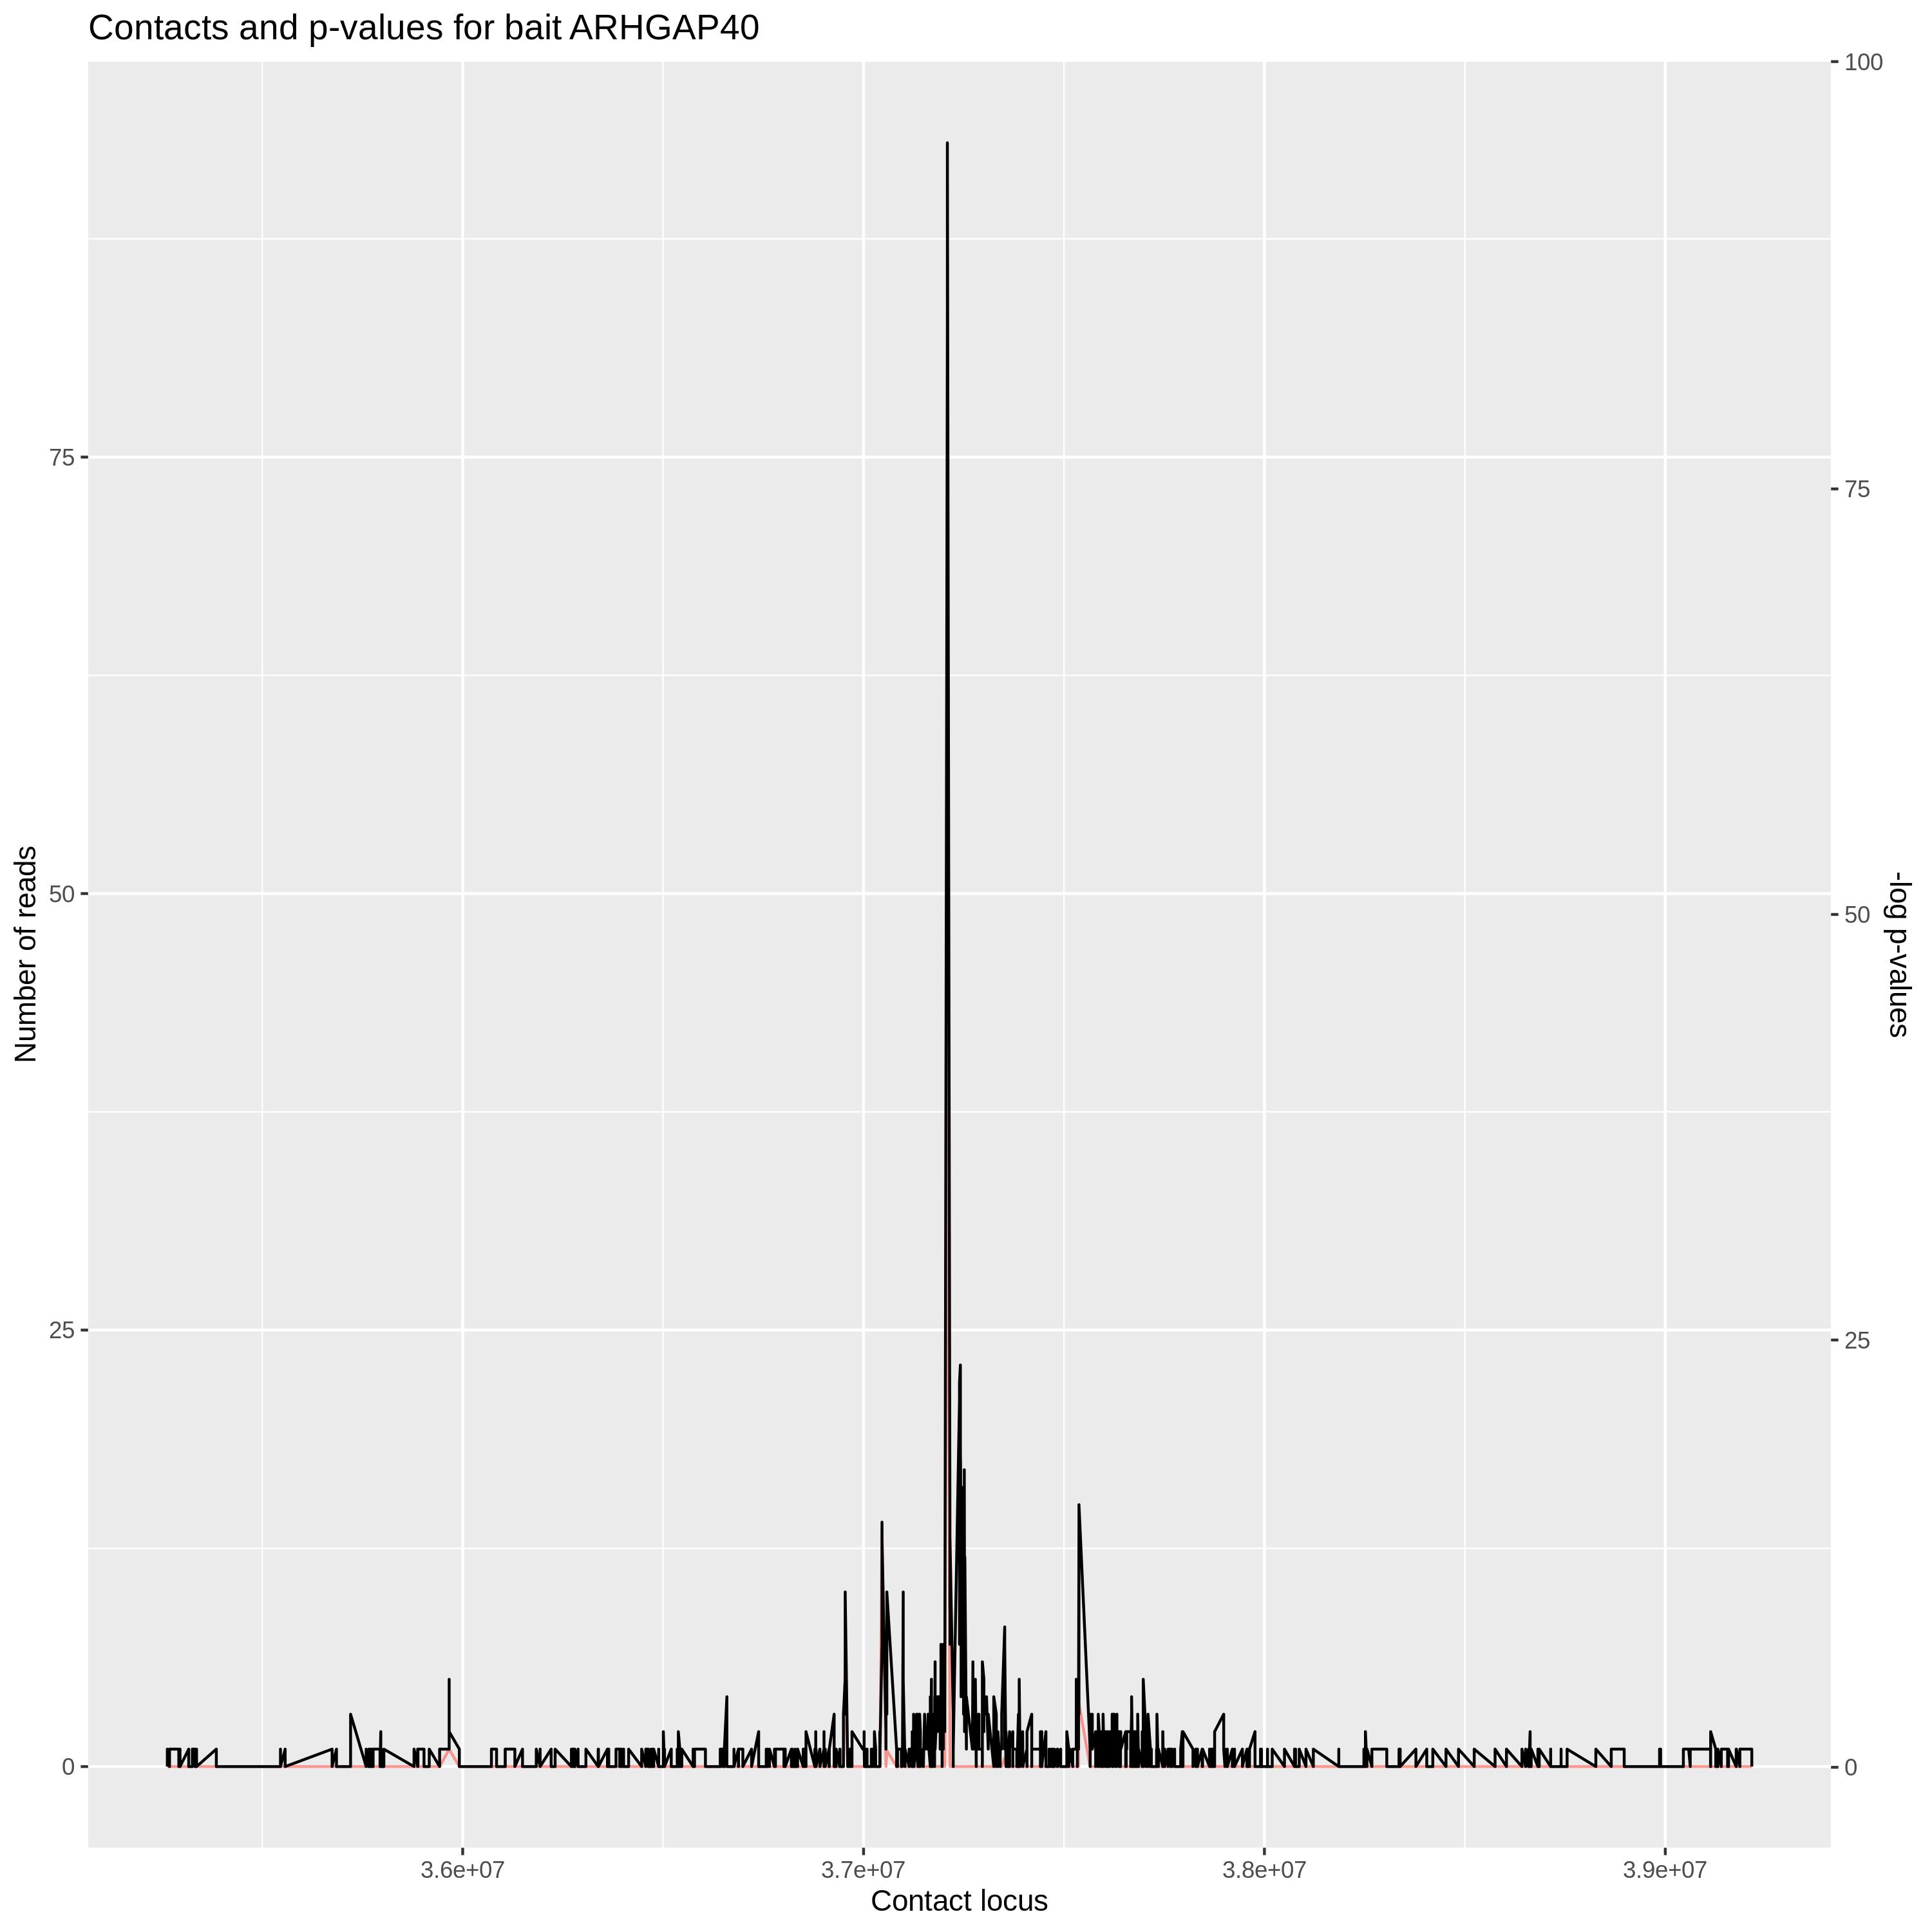 Contacts and p-values for bait ARHGAP40
100
75
75
Number of reads
50
50
-log p-values
25
25
0
0
3.6e+07
3.7e+07
3.8e+07
3.9e+07
Contact locus